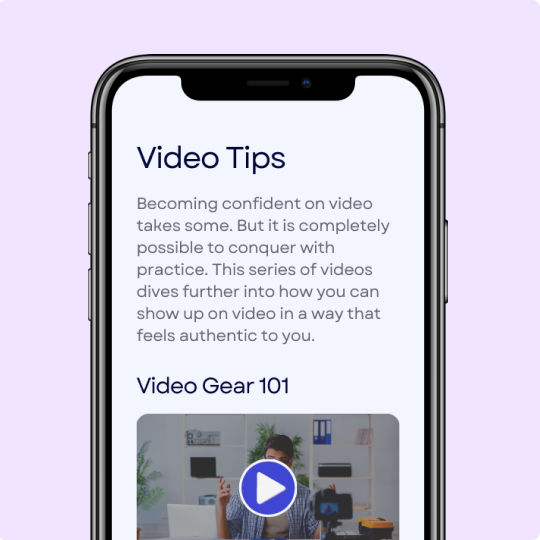 Video Tips
Becoming confident on video
takes some. But it is completely
possible to conquer with
practice. This series of videos
dives further into how you can
show up on video in a way that
feels authentic to you.
Video Gear 101